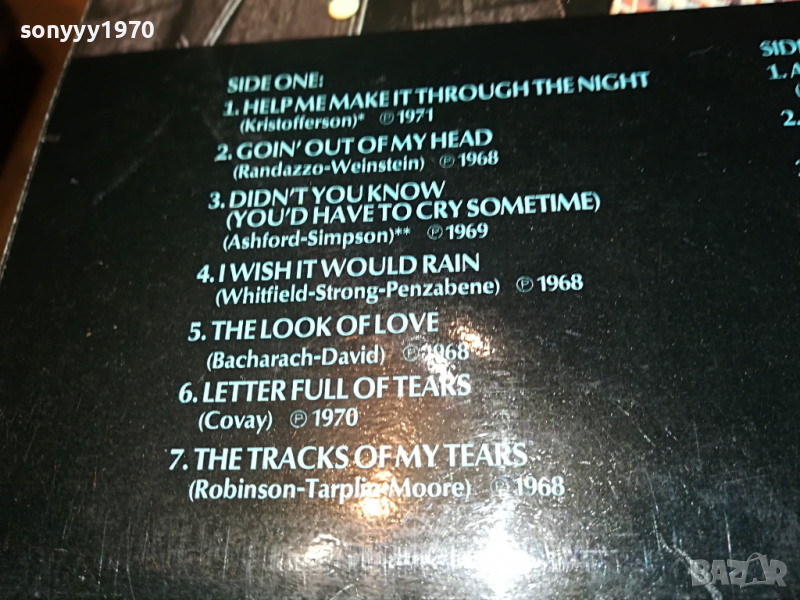 sonyyy1970
SIDE ONE:
1. HELP ME MAKE IT THROUGH THE NIGHT
(Kristofferson)* ℗ 1971
2. GOIN' OUT OF MY HEAD
(Randazzo-Weinstein) ℗ 1968
3. DIDN'T YOU KNOW
(YOU'D HAVE TO CRY SOMETIME)
(Ashford-Simpson)** ℗ 1969
4. I WISH IT WOULD RAIN
(Whitfield-Strong-Penzabene) ℗ 1968
5. THE LOOK OF LOVE
(Bacharach-David) ℗ 1968
6. LETTER FULL OF TEARS
(Covay) ℗ 1970
7. THE TRACKS OF MY TEARS
(Robinson-Tarplin-Moore) ℗ 1968
SIDE
1. A
2.
BAZAR